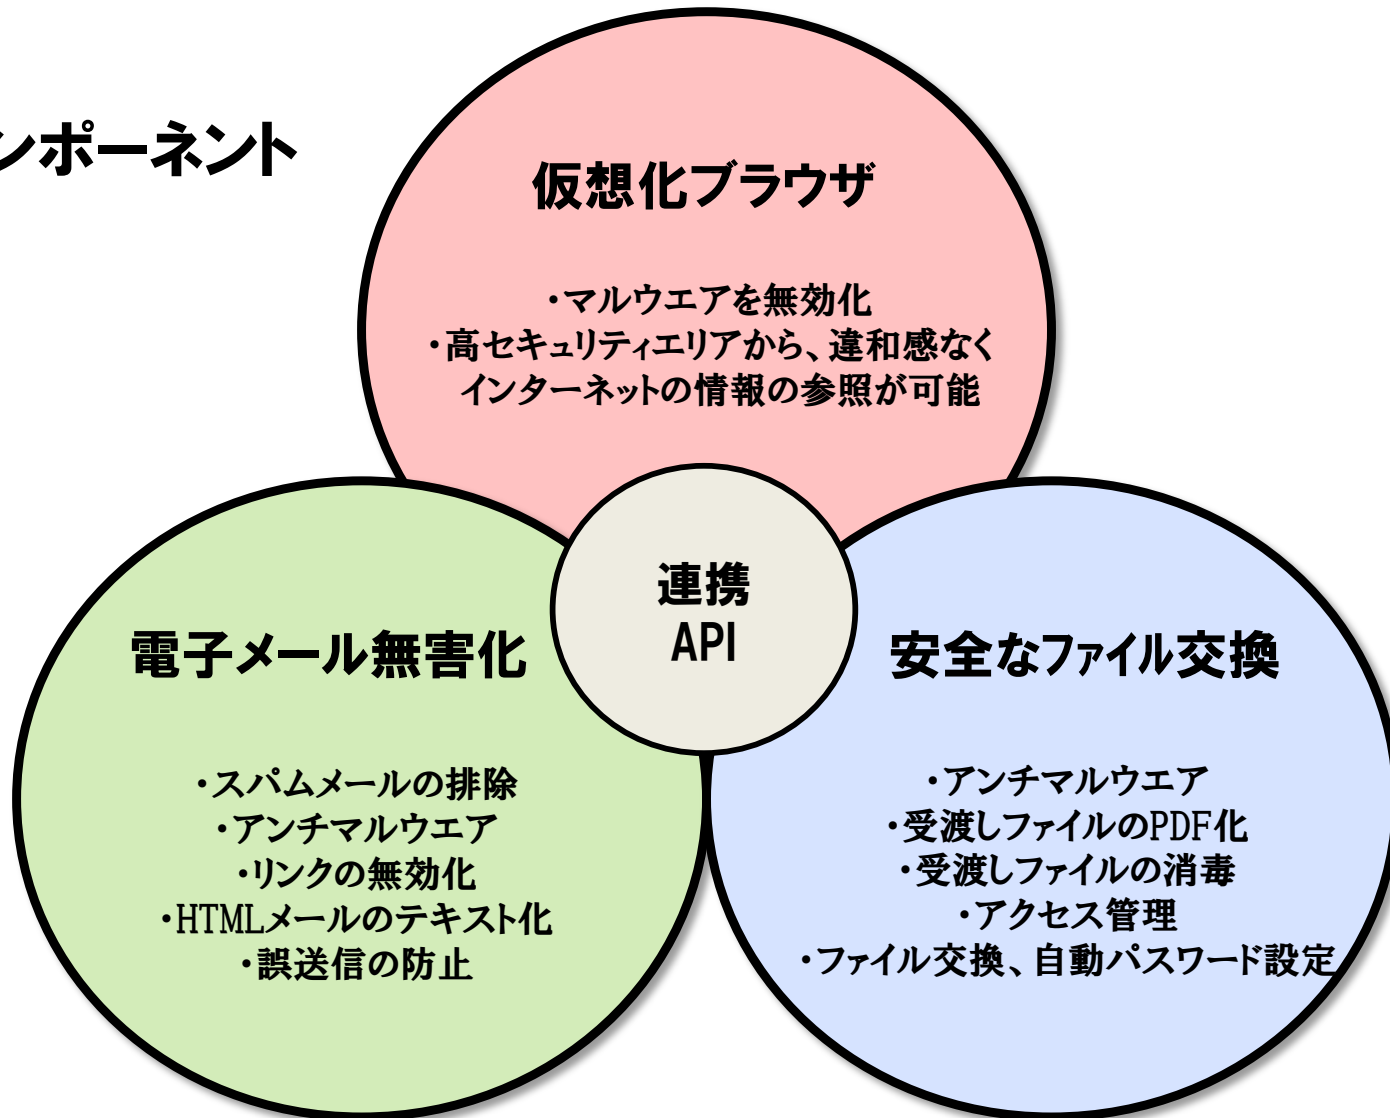 ンポーネント
仮想化ブラウザ
・マルウエアを無効化
・高セキュリティエリアから、違和感なく
インターネットの情報の参照が可能
連携
API
電子メール無害化
・スパムメールの排除
・アンチマルウエア
・リンクの無効化
・HTMLメールのテキスト化
・誤送信の防止
安全なファイル交換
・アンチマルウエア
・受渡しファイルのPDF化
・受渡しファイルの消毒
・アクセス管理
・ファイル交換、自動パスワード設定